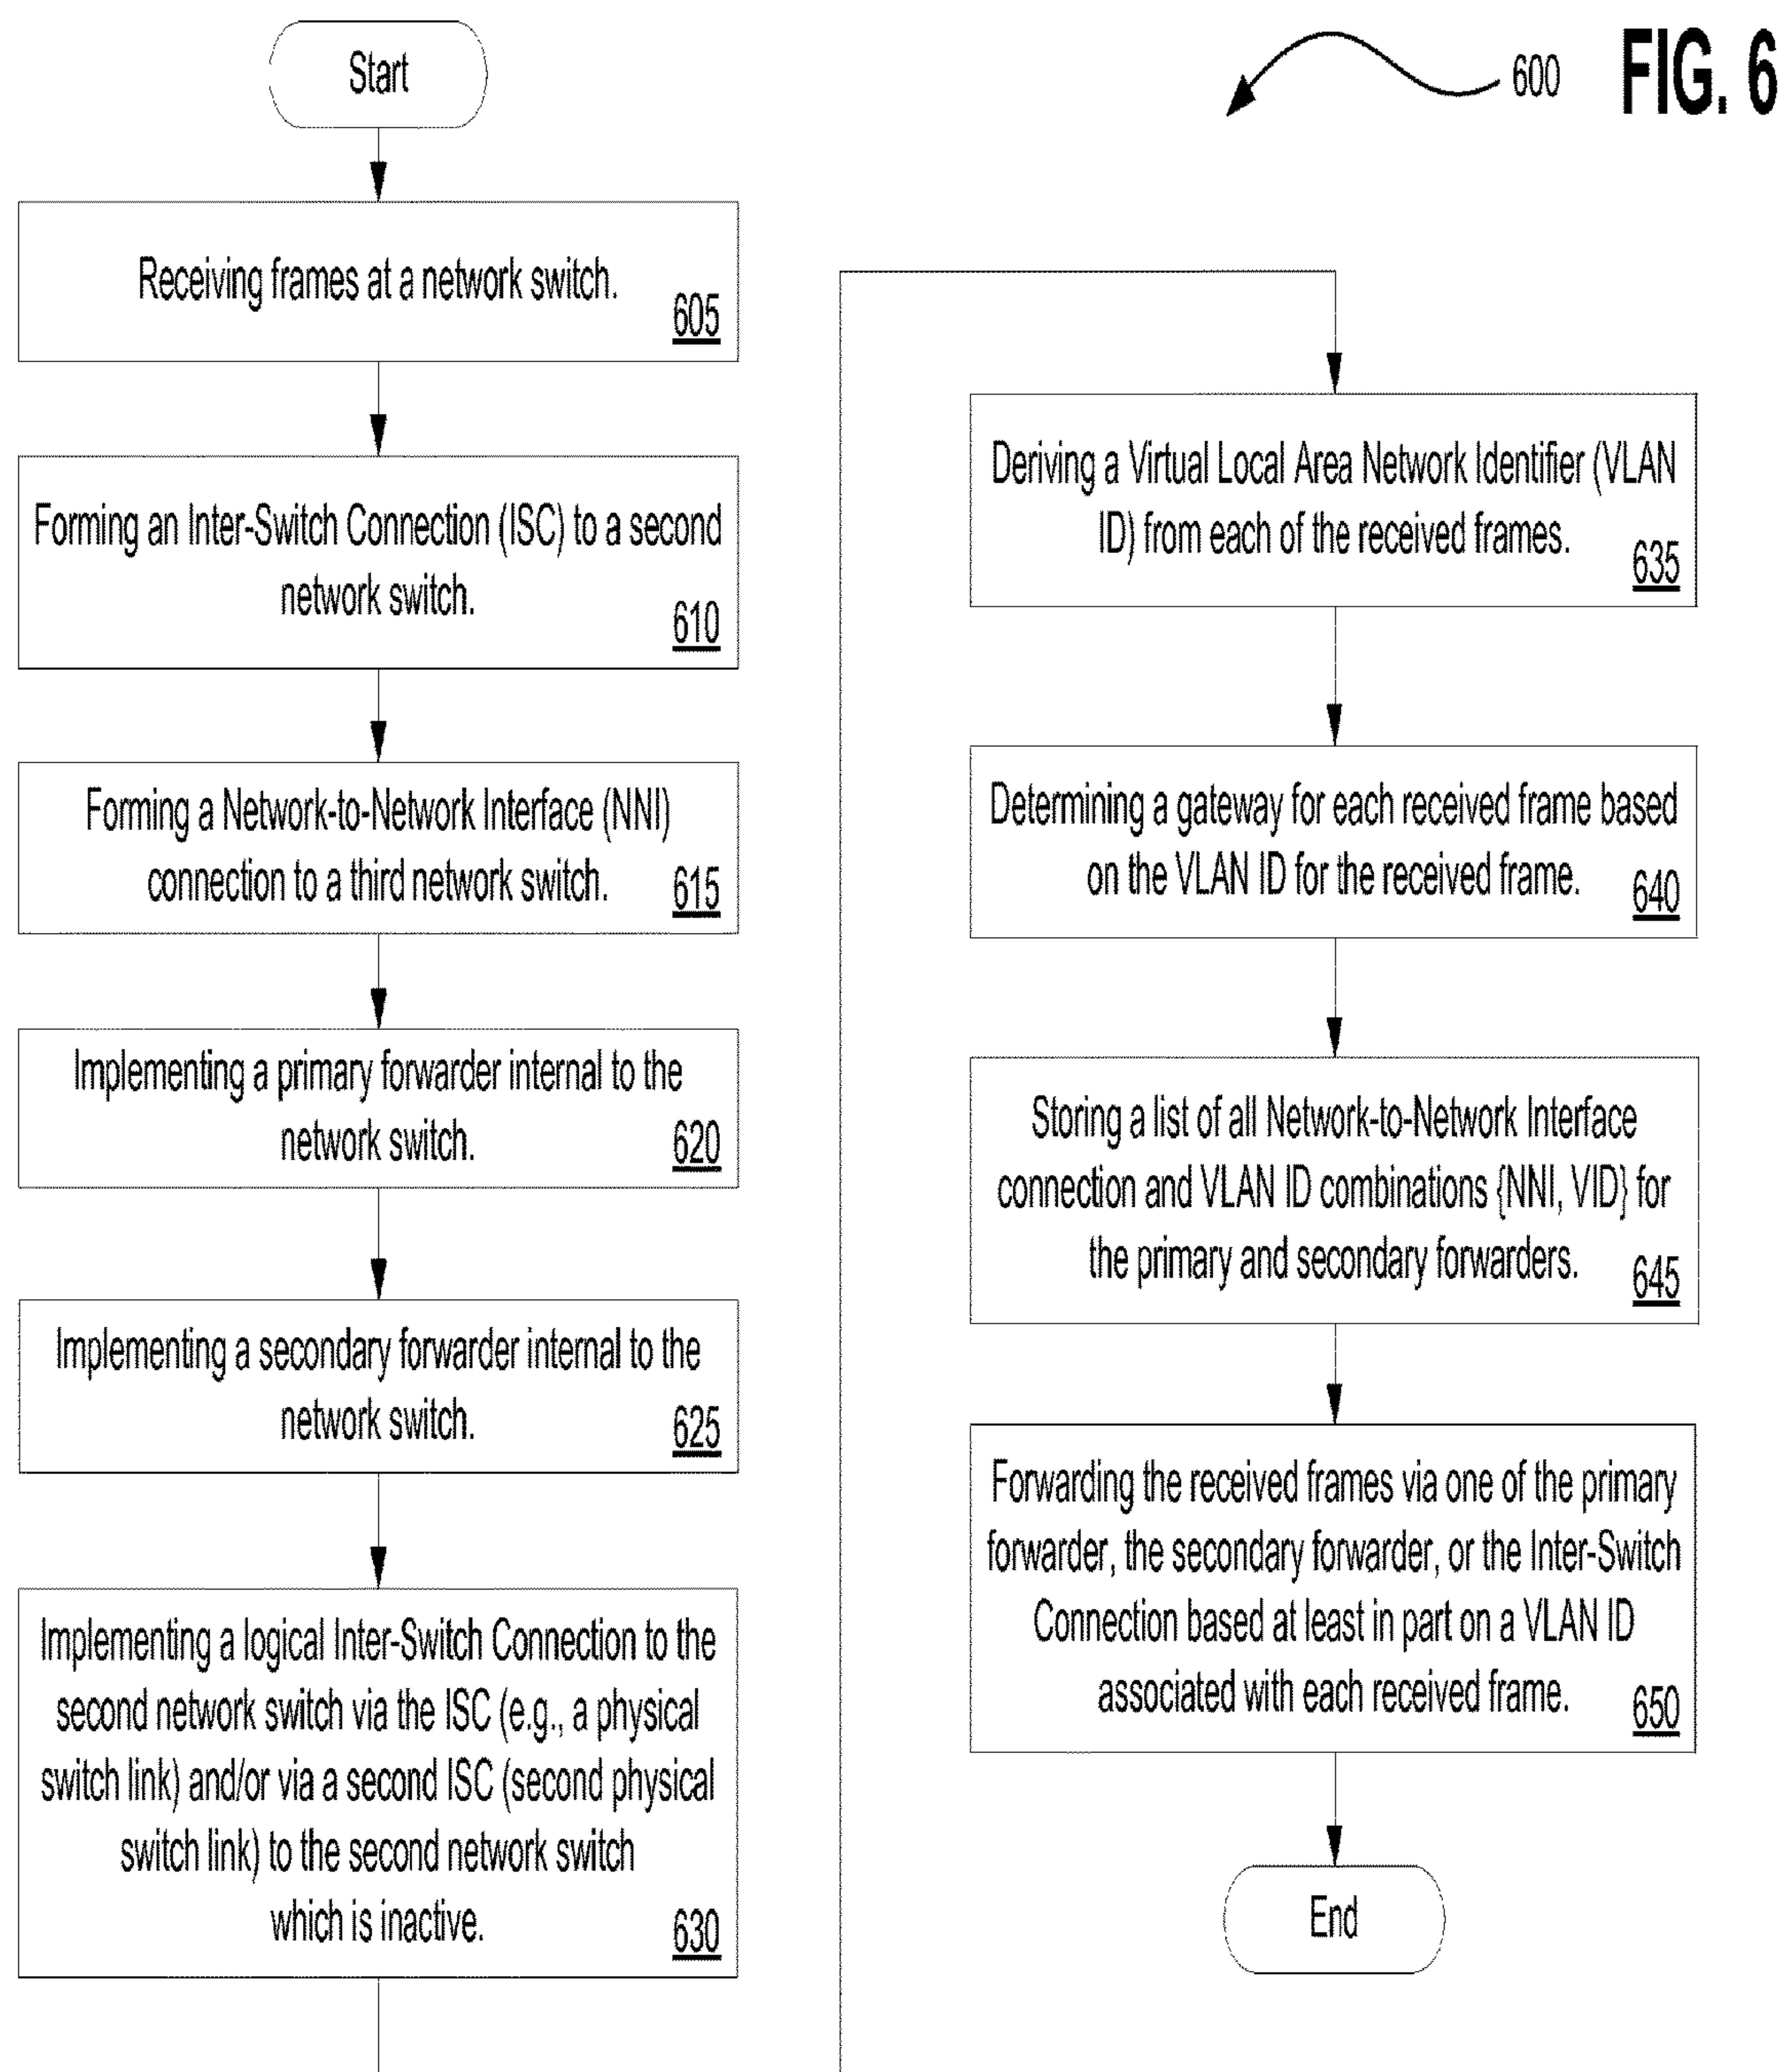 600
FIG. 6
Start
Receiving frames at a network switch.
605
Forming an Inter-Switch Connection (ISC) to a second
network switch.
610
Forming a Network-to-Network Interface (NNI)
connection to a third network switch.
615
Implementing a primary forwarder internal to the
network switch.
620
Implementing a secondary forwarder internal to the
network switch.
625
Implementing a logical Inter-Switch Connection to the
second network switch via the ISC (e.g., a physical
switch link) and/or via a second ISC (second physical
switch link) to the second network switch
which is inactive.
630
Deriving a Virtual Local Area Network Identifier (VLAN
ID) from each of the received frames.
635
Determining a gateway for each received frame based
on the VLAN ID for the received frame.
640
Storing a list of all Network-to-Network Interface
connection and VLAN ID combinations {NNI, VID} for
the primary and secondary forwarders.
645
Forwarding the received frames via one of the primary
forwarder, the secondary forwarder, or the Inter-Switch
Connection based at least in part on a VLAN ID
associated with each received frame.
650
End